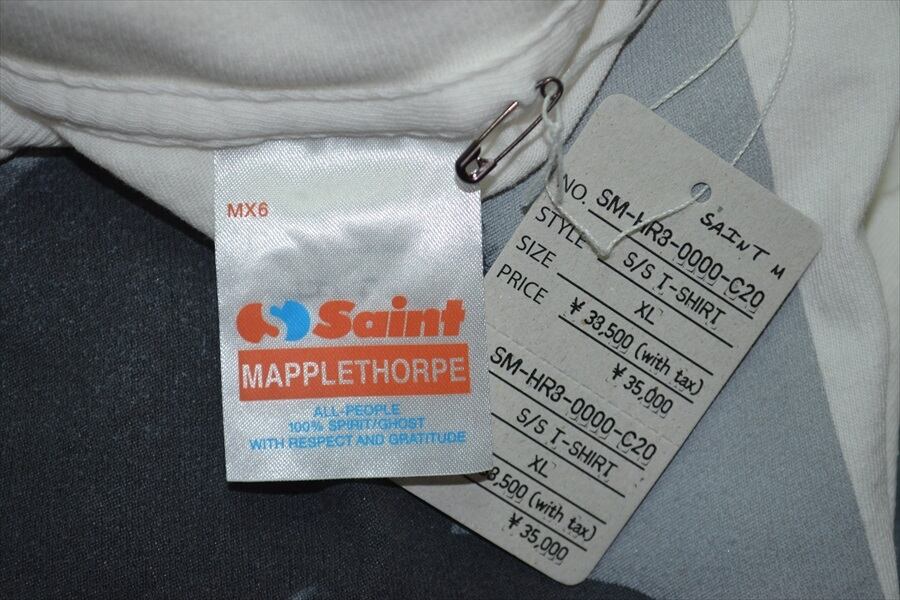 MX6
Saint
MAPPLETHORPE
ALL-PEOPLE
100% SPIRIT/GHOST
WITH RESPECT AND GRATITUDE
SAINT M
NO. SM-HR8-0000-C20
STYLE S/S T-SHIRT
SIZE XL
PRICE ¥ 38,500 (with tax)
¥ 35,000
SM-HR8-0000-C20
S/S T-SHIRT
XL
8,500 (with tax)
¥ 35,000